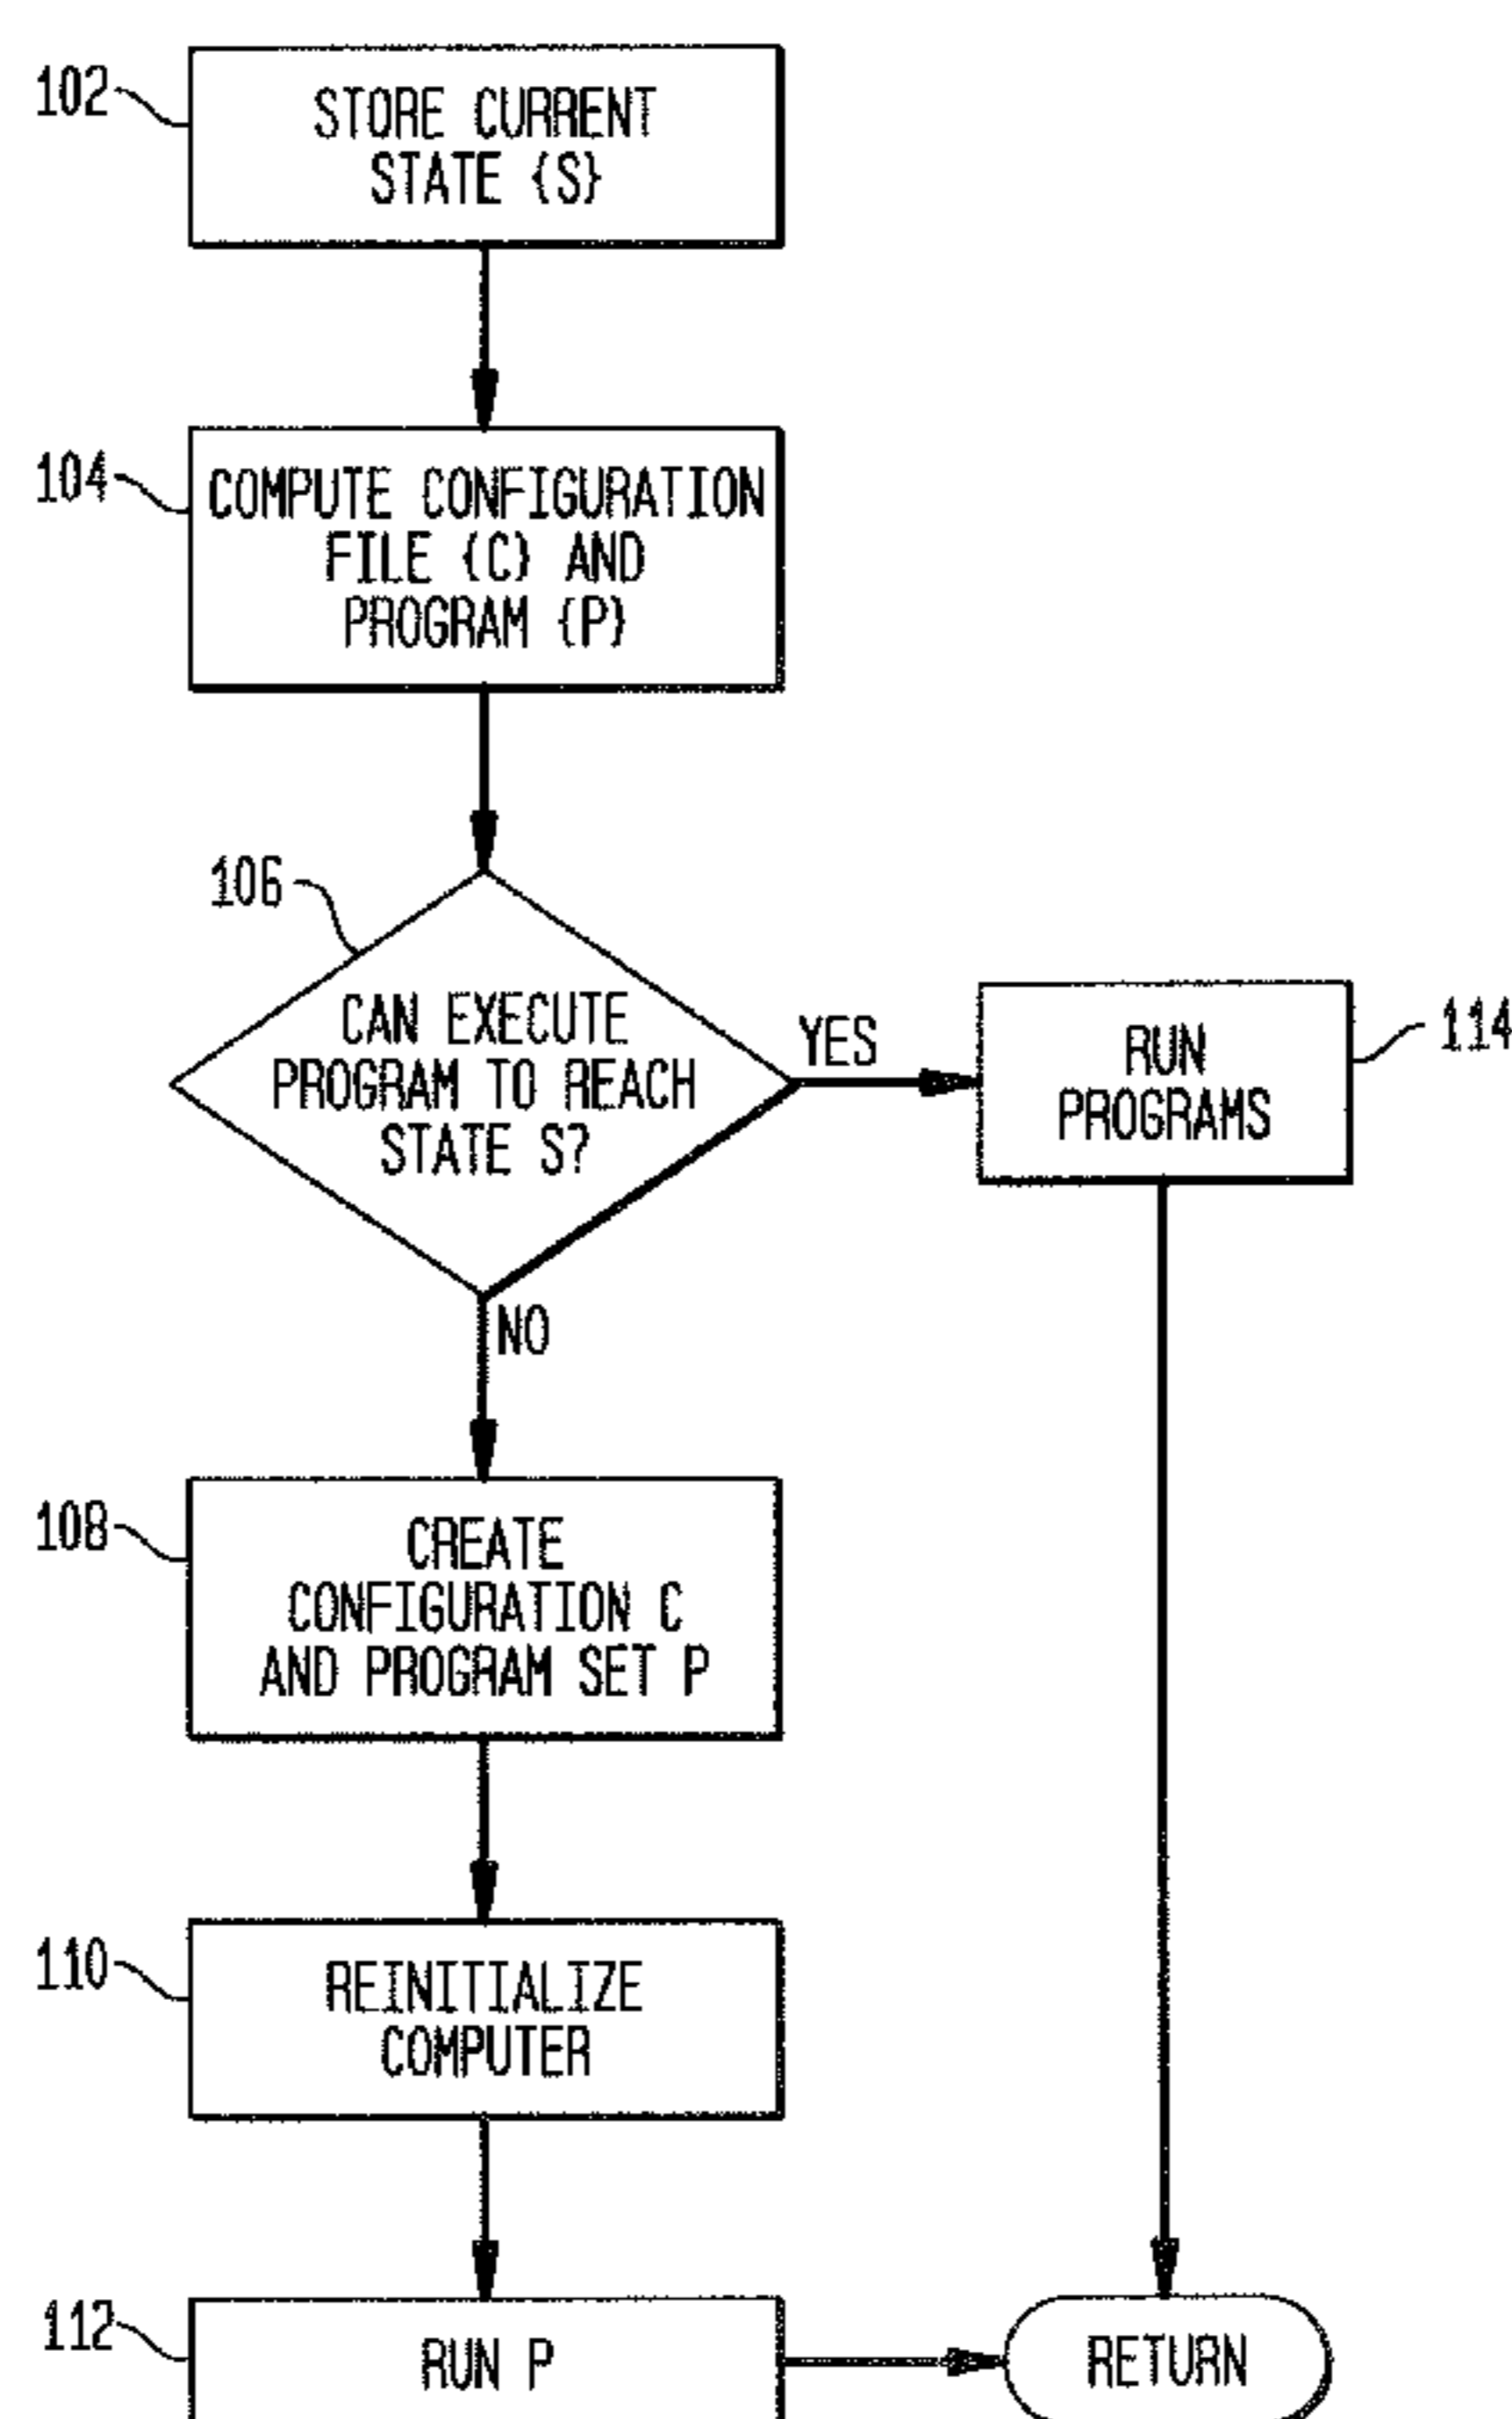 102
STORE CURRENT
STATE {S}
104
COMPUTE CONFIGURATION
FILE {C} AND
PROGRAM {P}
106
CAN EXECUTE
PROGRAM TO REACH
STATE S?
YES
RUN
PROGRAMS
114
NO
108
CREATE
CONFIGURATION C
AND PROGRAM SET P
110
REINITIALIZE
COMPUTER
112
RUN P
RETURN